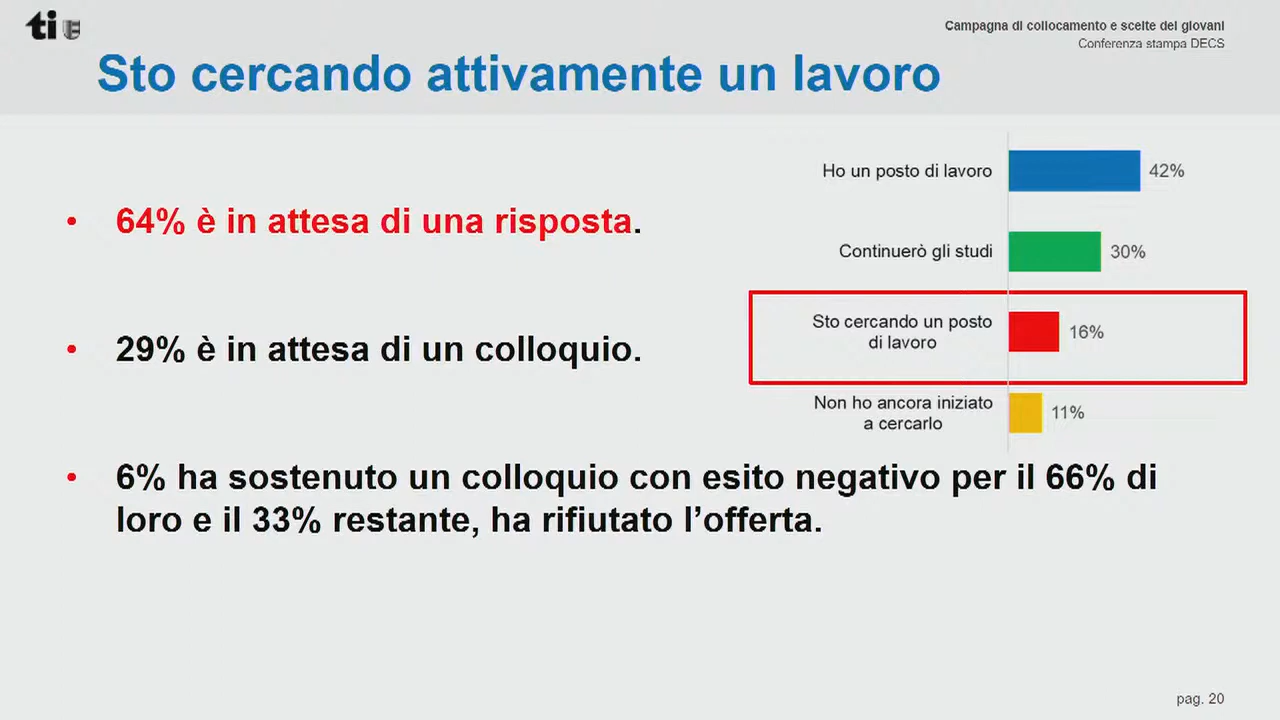 ti
Campagna di collocamento e scelte dei giovani
Conferenza stampa DECS
Sto cercando attivamente un lavoro
• 64% è in attesa di una risposta.
• 29% è in attesa di un colloquio.
• 6% ha sostenuto un colloquio con esito negativo per il 66% di
loro e il 33% restante, ha rifiutato l’offerta.
Ho un posto di lavoro 42%
Continuerò gli studi 30%
Sto cercando un posto
di lavoro 16%
Non ho ancora iniziato
a cercarlo 11%
pag. 20